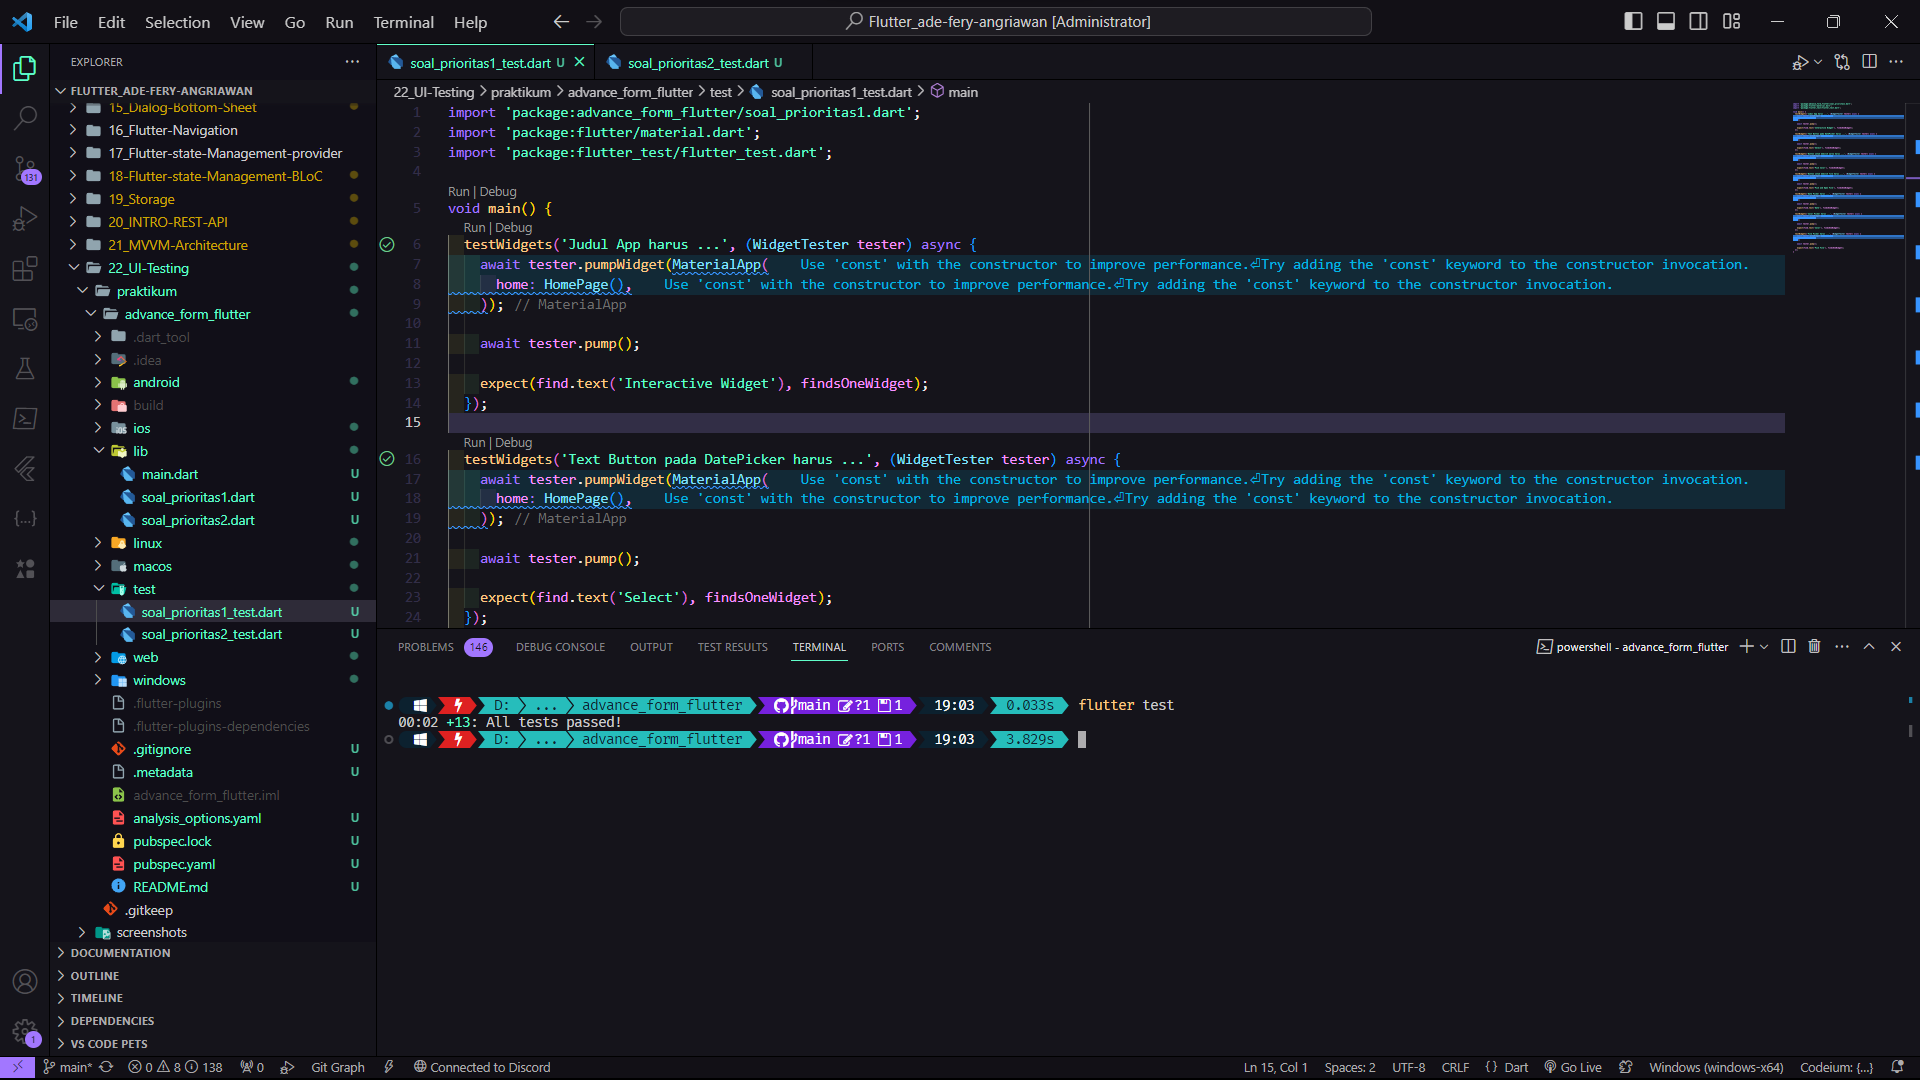 File Edit Selection View Go Run Terminal Help
Flutter_ade-fery-angriawan [Administrator]
EXPLORER
FLUTTER_ADE-FERY-ANGRIAWAN
15_Dialog-Bottom-Sheet
16_Flutter-Navigation
17_Flutter-state-Management-provider
18-Flutter-state-Management-BLoC
19_Storage
20_INTRO-REST-API
21_MVVM-Architecture
22_UI-Testing
praktikum
advance_form_flutter
.dart_tool
.idea
android
build
ios
lib
main.dart U
soal_prioritas1.dart U
soal_prioritas2.dart U
linux
macos
test
soal_prioritas1_test.dart U
soal_prioritas2_test.dart U
web
windows
.flutter-plugins
.flutter-plugins-dependencies
.gitignore U
.metadata U
advance_form_flutter.iml
analysis_options.yaml U
pubspec.lock U
pubspec.yaml U
README.md U
.gitkeep
screenshots
DOCUMENTATION
OUTLINE
TIMELINE
DEPENDENCIES
VS CODE PETS
131
1
soal_prioritas1_test.dart U
soal_prioritas2_test.dart U
22_UI-Testing > praktikum > advance_form_flutter > test > soal_prioritas1_test.dart > main
1 import 'package:advance_form_flutter/soal_prioritas1.dart';
2 import 'package:flutter/material.dart';
3 import 'package:flutter_test/flutter_test.dart';
4
Run | Debug
5 void main() {
Run | Debug
6 testWidgets('Judul App harus ...', (WidgetTester tester) async {
7 await tester.pumpWidget(MaterialApp( Use 'const' with the constructor to improve performance.⏎Try adding the 'const' keyword to the constructor invocation.
8 home: HomePage(), Use 'const' with the constructor to improve performance.⏎Try adding the 'const' keyword to the constructor invocation.
9 )); // MaterialApp
10
11 await tester.pump();
12
13 expect(find.text('Interactive Widget'), findsOneWidget);
14 });
15
Run | Debug
16 testWidgets('Text Button pada DatePicker harus ...', (WidgetTester tester) async {
17 await tester.pumpWidget(MaterialApp( Use 'const' with the constructor to improve performance.⏎Try adding the 'const' keyword to the constructor invocation.
18 home: HomePage(), Use 'const' with the constructor to improve performance.⏎Try adding the 'const' keyword to the constructor invocation.
19 )); // MaterialApp
20
21 await tester.pump();
22
23 expect(find.text('Select'), findsOneWidget);
24 });
PROBLEMS 146 DEBUG CONSOLE OUTPUT TEST RESULTS TERMINAL PORTS COMMENTS
powershell - advance_form_flutter
D: ... advance_form_flutter main ?1 1 19:03 0.033s flutter test
00:02 +13: All tests passed!
D: ... advance_form_flutter main ?1 1 19:03 3.829s
main* 0 8 138 0 Git Graph Connected to Discord Ln 15, Col 1 Spaces: 2 UTF-8 CRLF { } Dart Go Live Windows (windows-x64) Codeium: {...}